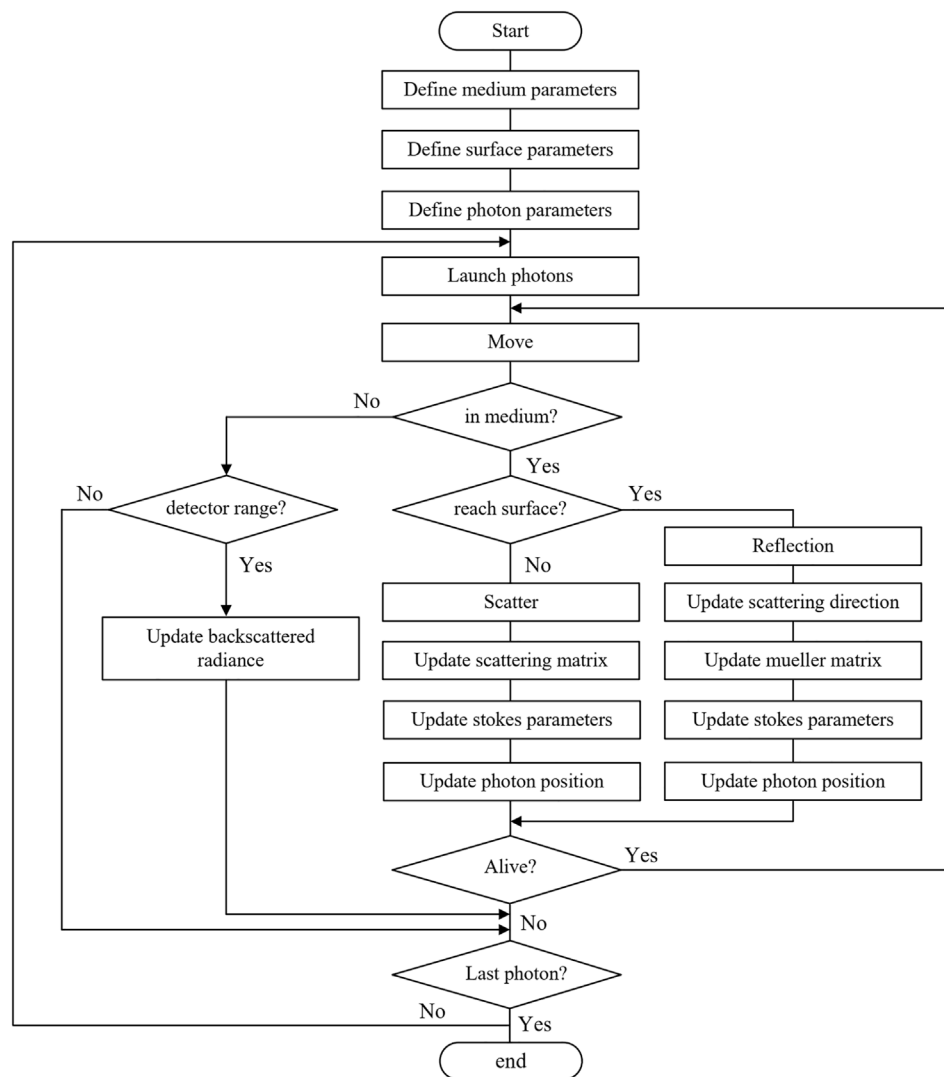 Start
Define medium parameters
Define surface parameters
Define photon parameters
Launch photons
Move
No
in medium?
Yes
No
detector range?
reach surface?
Yes
Yes
No
Reflection
Scatter
Update scattering direction
Update backscattered
radiance
Update scattering matrix
Update mueller matrix
Update stokes parameters
Update stokes parameters
Update photon position
Update photon position
Alive?
Yes
No
Last photon?
No
Yes
end